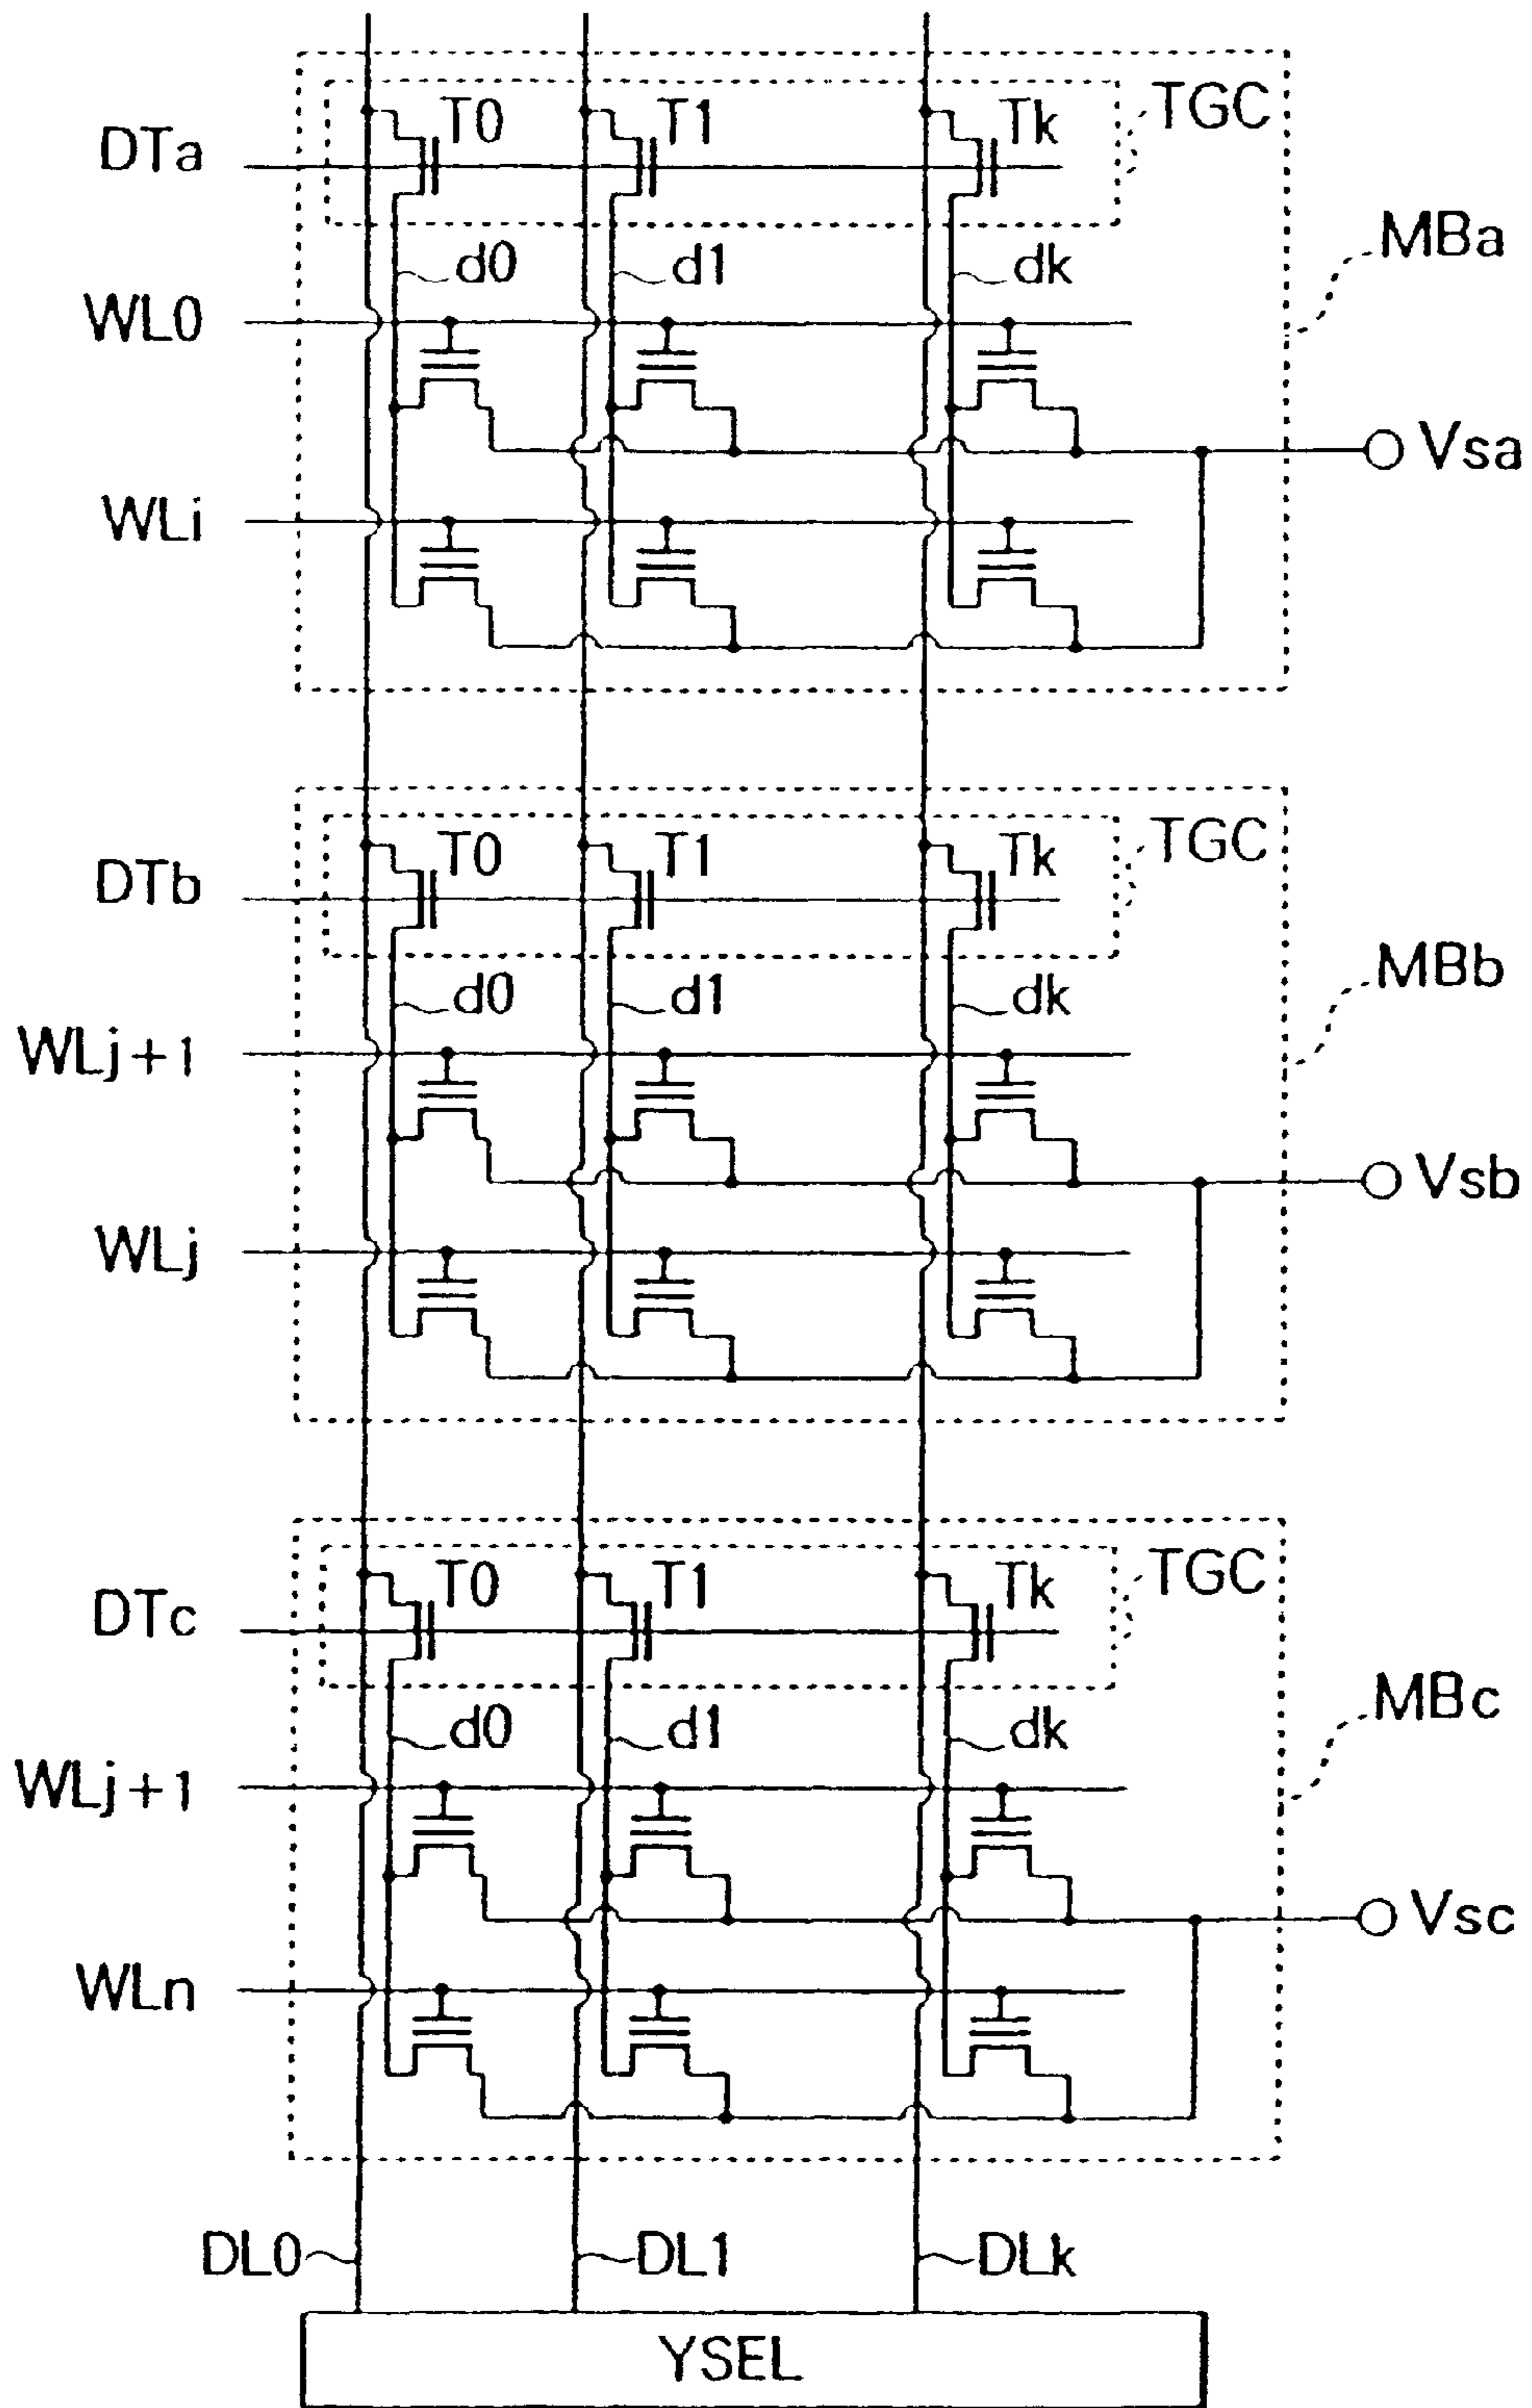 T0 T1 Tk TGC
DTa
d0 d1 dk MBa
WL0
Vsa
WLi
T0 T1 Tk TGC
DTb
d0 d1 dk MBb
WLj+1
Vsb
WLj
T0 T1 Tk TGC
DTc
d0 d1 dk MBc
WLj+1
Vsc
WLn
DL0 DL1 DLk
YSEL